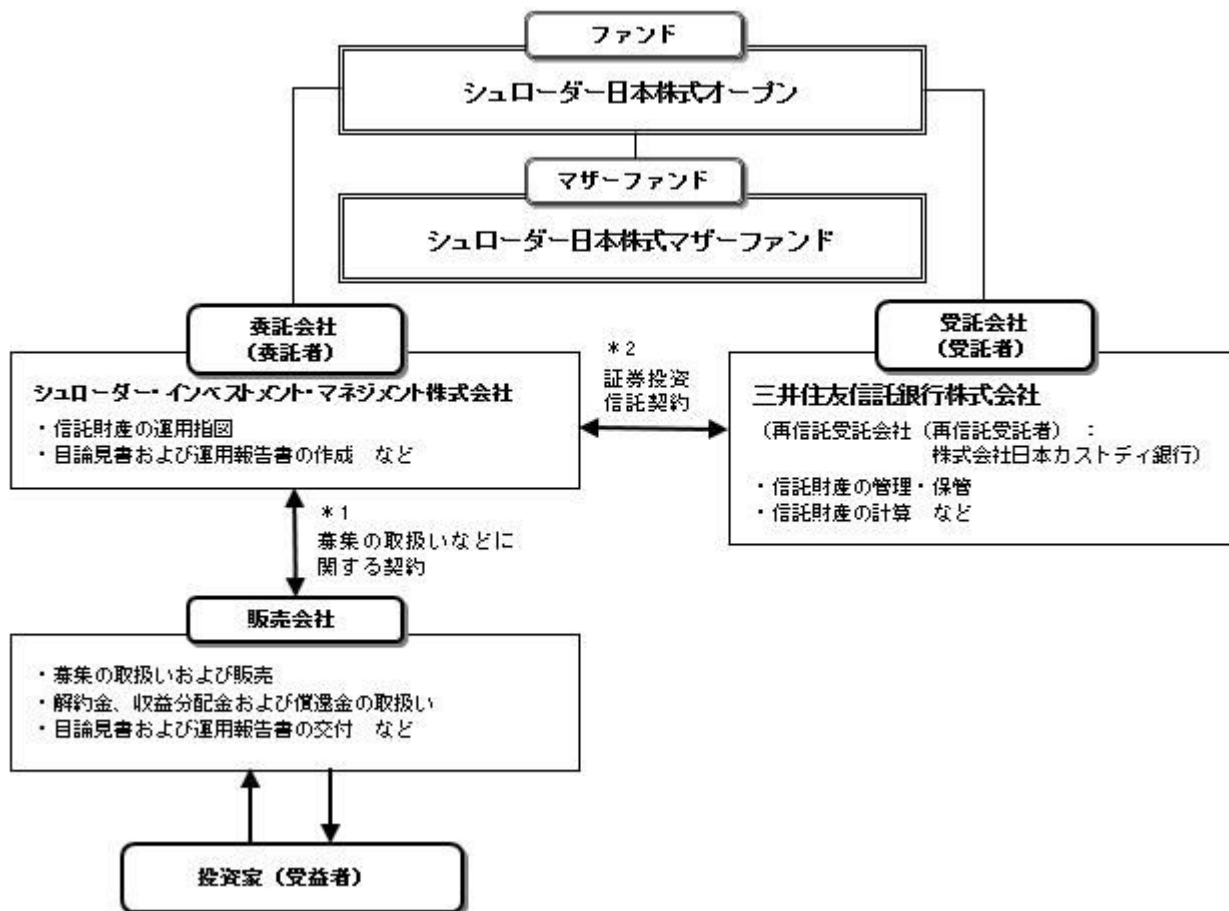 ファンド
シュローダー日本株式オープン
マザーファンド
シュローダー日本株式マザーファンド
委託会社
(委託者)
シュローダー・インベストメント・マネジメント株式会社
・信託財産の運用指図
・目論見書および運用報告書の作成　など
*2
証券投資
信託契約
受託会社
(受託者)
三井住友信託銀行株式会社
(再信託受託会社(再信託受託者)　:
株式会社日本カストディ銀行)
・信託財産の管理・保管
・信託財産の計算　など
*1
募集の取扱いなどに
関する契約
販売会社
・募集の取扱いおよび販売
・解約金、収益分配金および償還金の取扱い
・目論見書および運用報告書の交付　など
投資家(受益者)